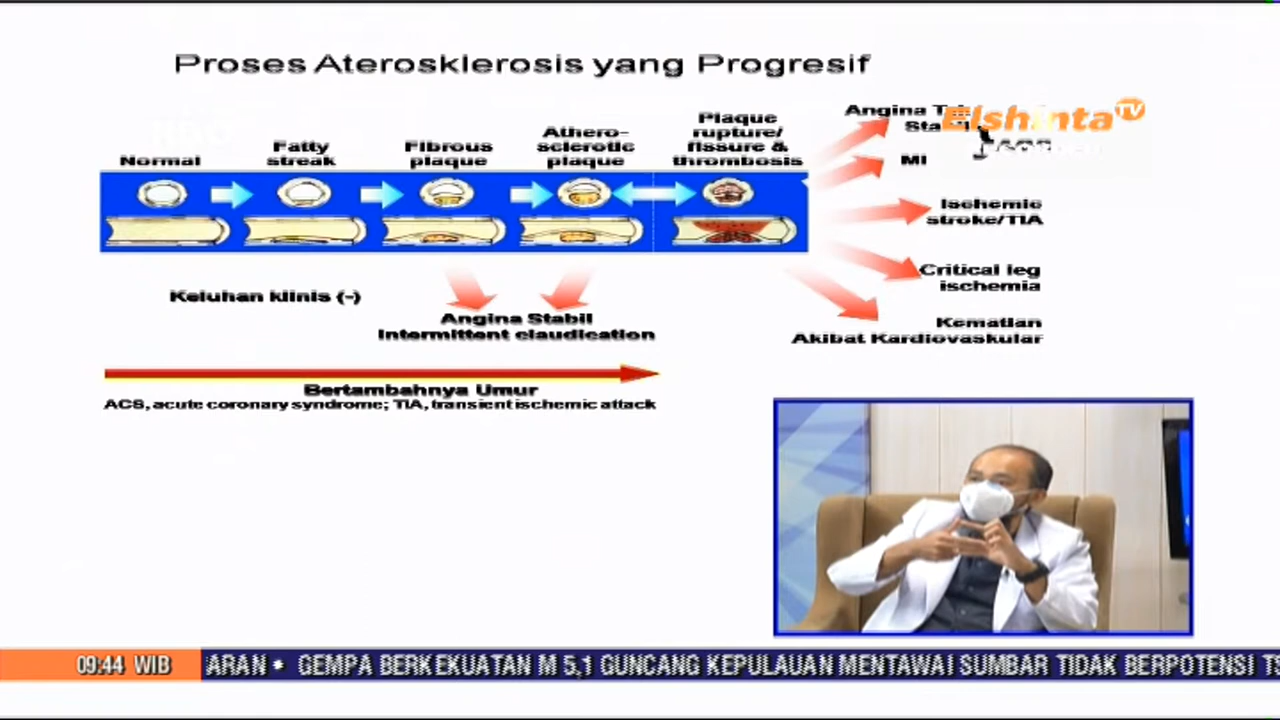 Proses Aterosklerosis yang Progresif
Elshinta TV
Normal
Fatty
streak
Fibrous
plaque
Athero-
sclerotic
plaque
Plaque
rupture/
fissure &
thrombosis
Angina
MI
Ischemic
stroke/TIA
Critical leg
ischemia
Kematian
Akibat Kardiovaskular
Keluhan klinis (-)
Angina Stabil
Intermittent claudication
Bertambahnya Umur
ACS, acute coronary syndrome; TIA, transient ischemic attack
09:44 WIB
ARAN • GEMPA BERKEKUATAN M 5,1 GUNCANG KEPULAUAN MENTAWAI SUMBAR TIDAK BERPOTENSI